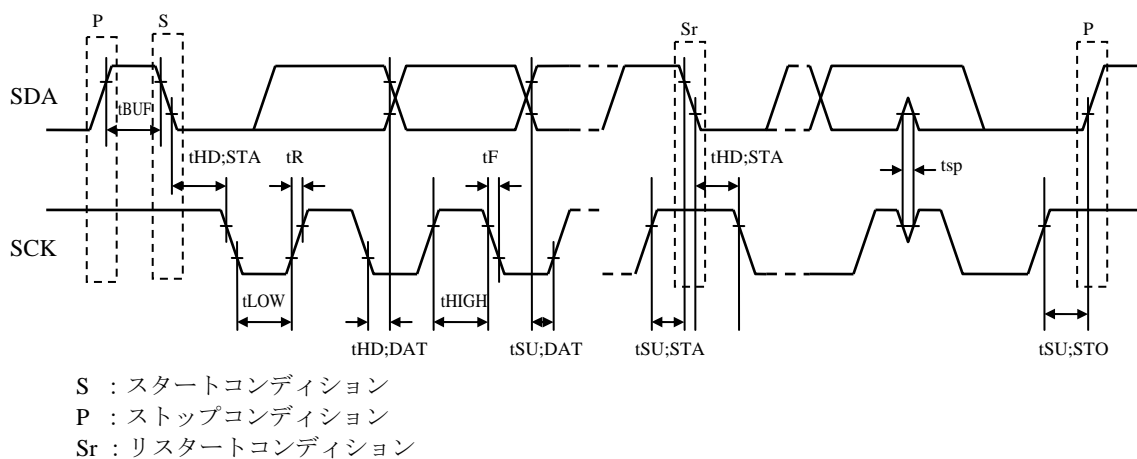 P S Sr P
SDA
tBUF
tHD;STA tR tF tHD;STA
tsp
SCK
tLOW tHIGH
tHD;DAT tSU;DAT tSU;STA tSU;STO
S ：スタートコンディション
P ：ストップコンディション
Sr ：リスタートコンディション